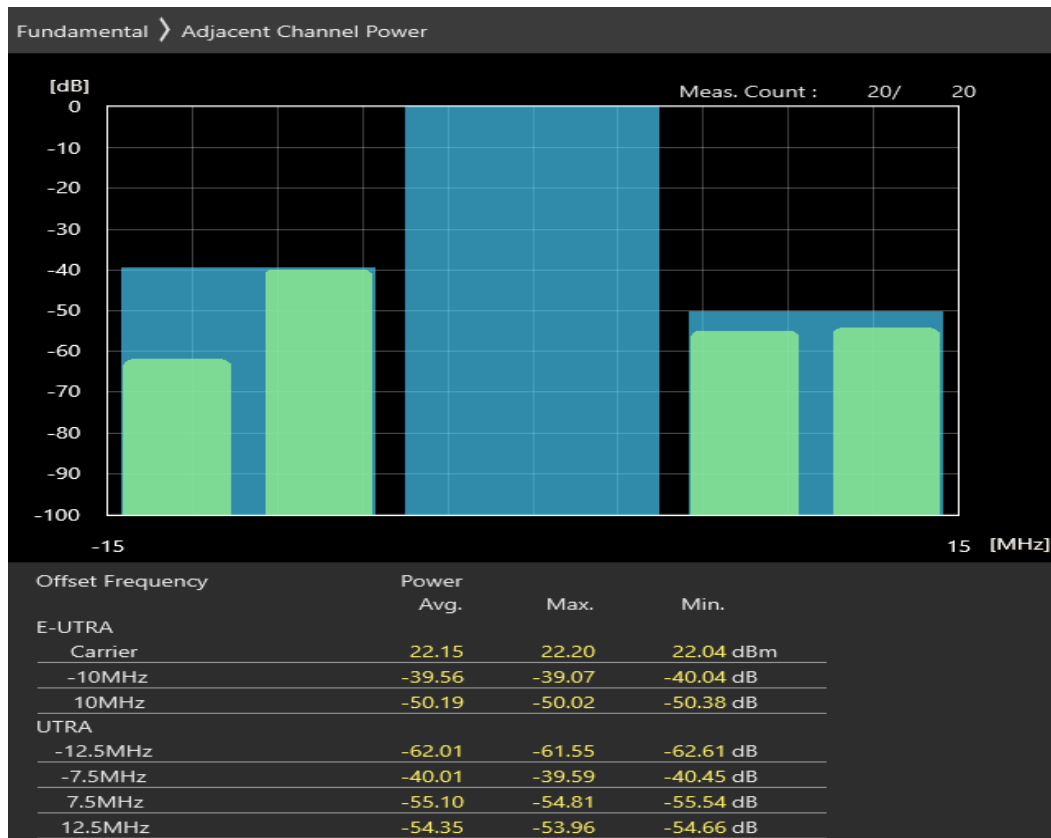 Fundamental ❭ Adjacent Channel Power
[dB]
Meas. Count : 20/ 20
0
-10
-20
-30
-40
-50
-60
-70
-80
-90
-100
-15 15 [MHz]
Offset Frequency Power
Avg. Max. Min.
E-UTRA
Carrier 22.15 22.20 22.04 dBm
-10MHz -39.56 -39.07 -40.04 dB
10MHz -50.19 -50.02 -50.38 dB
UTRA
-12.5MHz -62.01 -61.55 -62.61 dB
-7.5MHz -40.01 -39.59 -40.45 dB
7.5MHz -55.10 -54.81 -55.54 dB
12.5MHz -54.35 -53.96 -54.66 dB